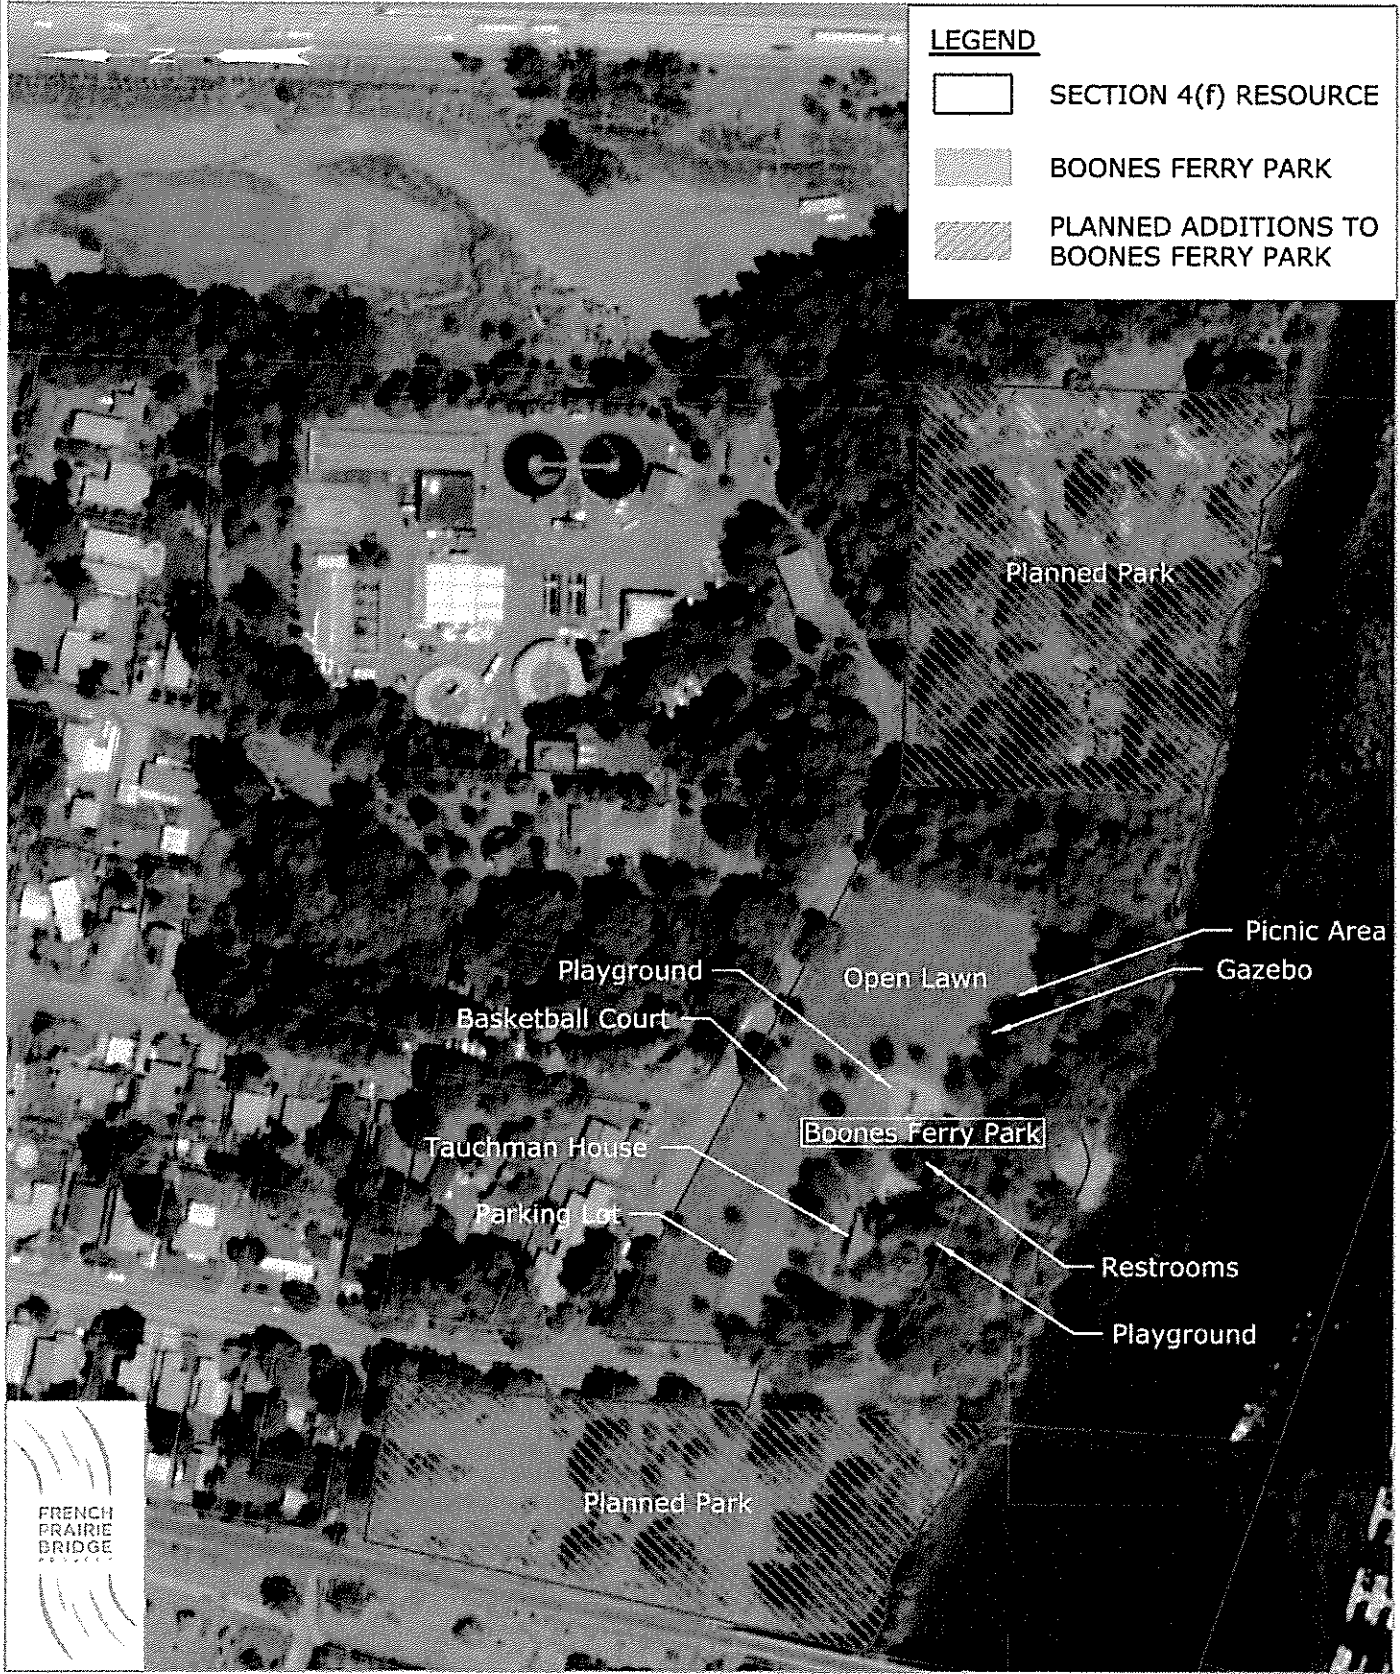 N
LEGEND
SECTION 4(f) RESOURCE
BOONES FERRY PARK
PLANNED ADDITIONS TO
BOONES FERRY PARK
Planned Park
Picnic Area
Playground
Open Lawn
Gazebo
Basketball Court
Boones Ferry Park
Tauchman House
Parking Lot
Restrooms
Playground
Planned Park
FRENCH
PRAIRIE
BRIDGE
PROJECT